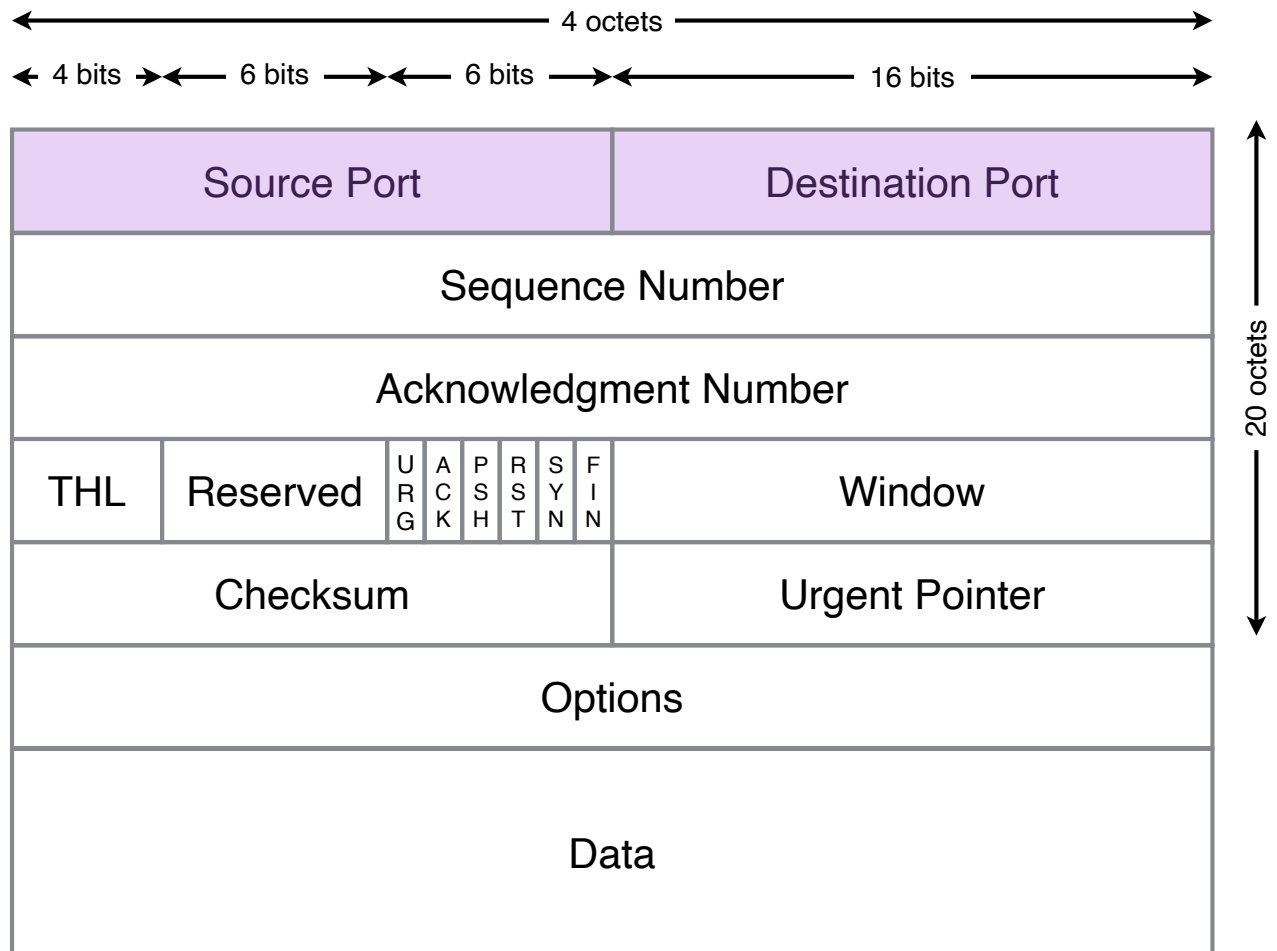 4 octets
4 bits 6 bits 6 bits 16 bits
Source Port Destination Port
Sequence Number
Acknowledgment Number
THL Reserved URG ACK PSH RST SYN FIN Window
Checksum Urgent Pointer
Options
Data
20 octets